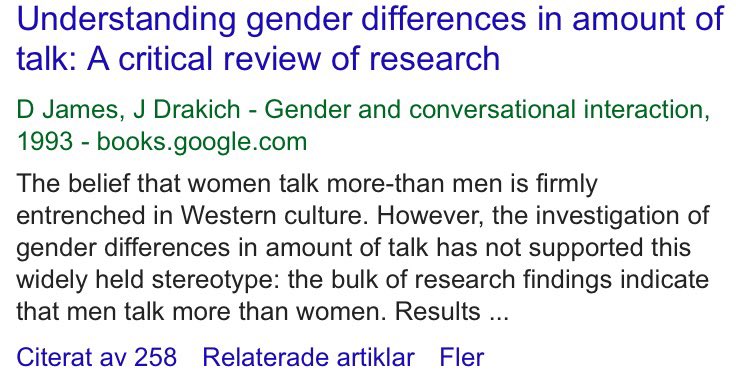 Understanding gender differences in amount of
talk: A critical review of research
D James, J Drakich - Gender and conversational interaction,
1993 - books.google.com
The belief that women talk more-than men is firmly
entrenched in Western culture. However, the investigation of
gender differences in amount of talk has not supported this
widely held stereotype: the bulk of research findings indicate
that men talk more than women. Results ...
Citerat av 258 Relaterade artiklar Fler